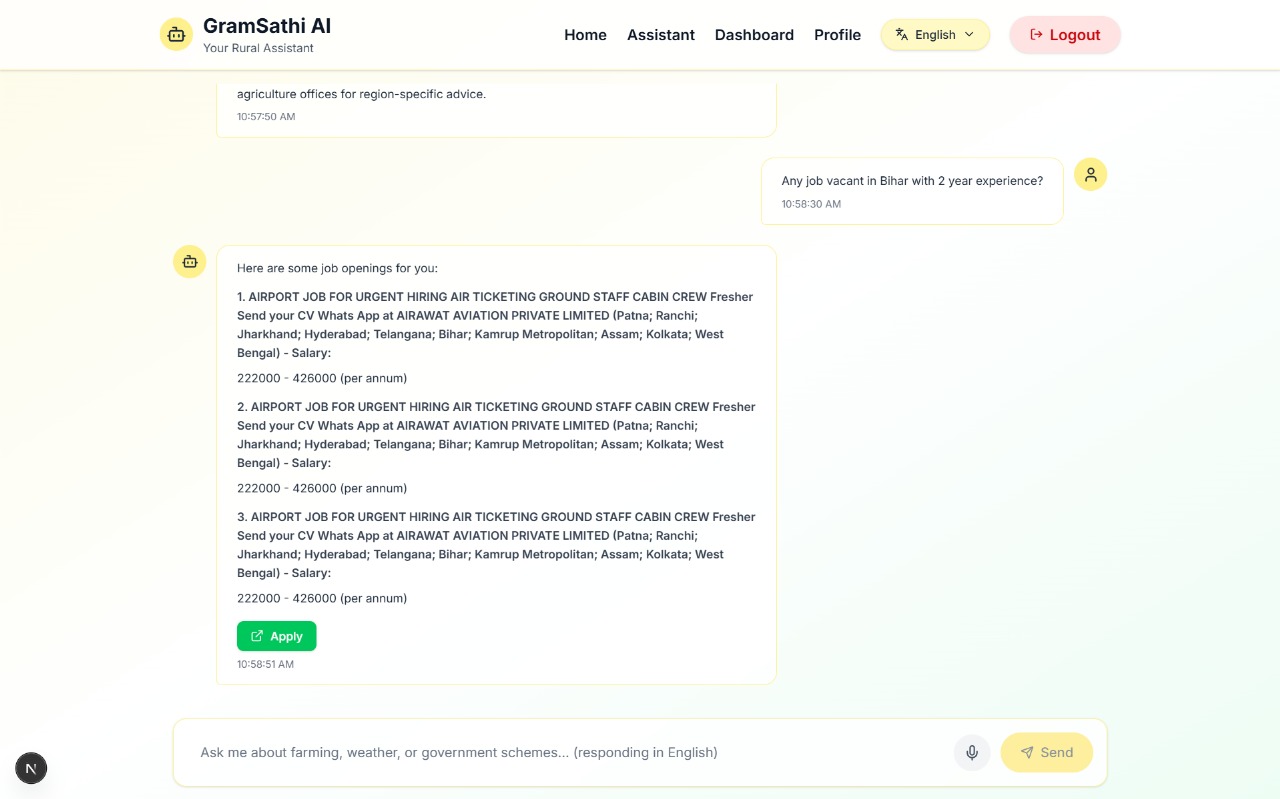 GramSathi AI
Your Rural Assistant
Home
Assistant
Dashboard
Profile
English
Logout
agriculture offices for region-specific advice.
10:57:50 AM
Any job vacant in Bihar with 2 year experience?
10:58:30 AM
Here are some job openings for you:
1. AIRPORT JOB FOR URGENT HIRING AIR TICKETING GROUND STAFF CABIN CREW Fresher
Send your CV Whats App at AIRAWAT AVIATION PRIVATE LIMITED (Patna; Ranchi;
Jharkhand; Hyderabad; Telangana; Bihar; Kamrup Metropolitan; Assam; Kolkata; West
Bengal) - Salary:
222000 - 426000 (per annum)
2. AIRPORT JOB FOR URGENT HIRING AIR TICKETING GROUND STAFF CABIN CREW Fresher
Send your CV Whats App at AIRAWAT AVIATION PRIVATE LIMITED (Patna; Ranchi;
Jharkhand; Hyderabad; Telangana; Bihar; Kamrup Metropolitan; Assam; Kolkata; West
Bengal) - Salary:
222000 - 426000 (per annum)
3. AIRPORT JOB FOR URGENT HIRING AIR TICKETING GROUND STAFF CABIN CREW Fresher
Send your CV Whats App at AIRAWAT AVIATION PRIVATE LIMITED (Patna; Ranchi;
Jharkhand; Hyderabad; Telangana; Bihar; Kamrup Metropolitan; Assam; Kolkata; West
Bengal) - Salary:
222000 - 426000 (per annum)
Apply
10:58:51 AM
Ask me about farming, weather, or government schemes... (responding in English)
Send
N